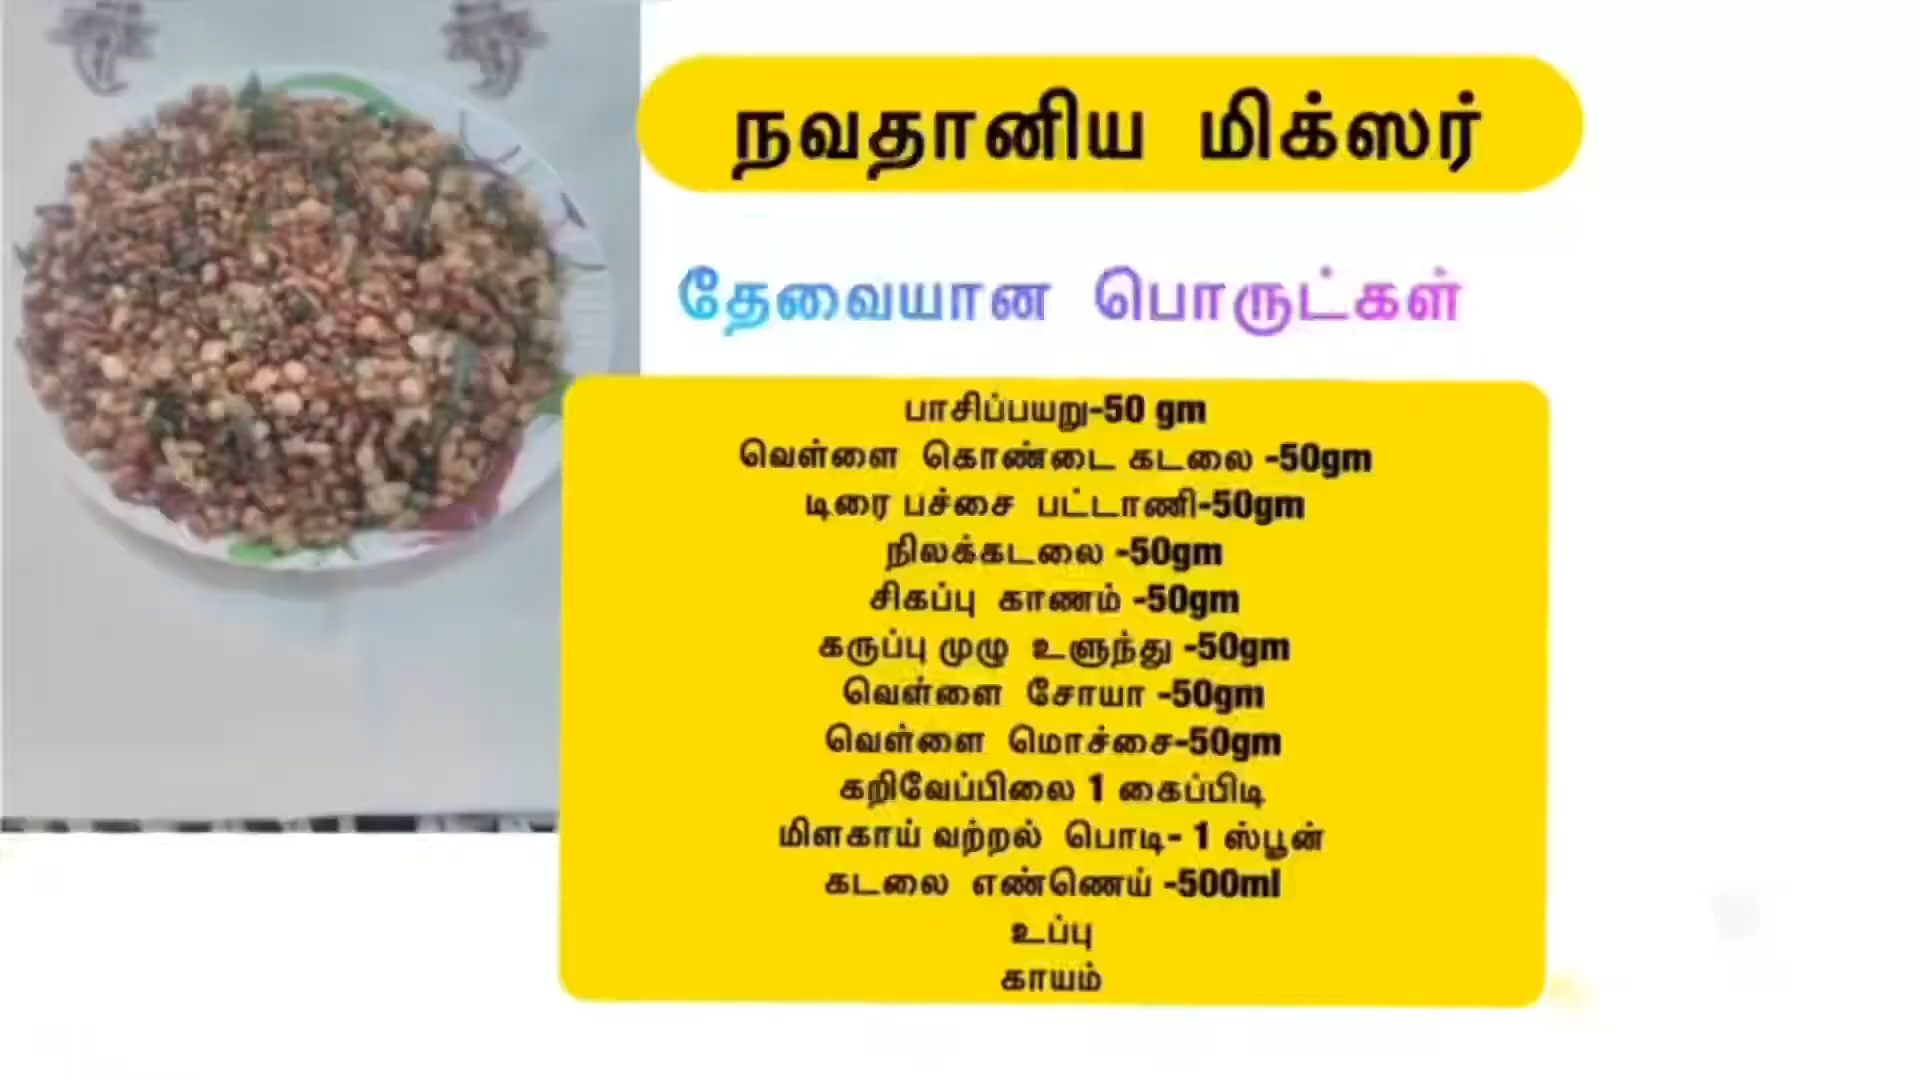 நவதானிய மிக்ஸர்
தேவையான பொருட்கள்
பாசிப்பயறு-50 gm
வெள்ளை கொண்டை கடலை -50gm
டிரை பச்சை பட்டாணி-50gm
நிலக்கடலை -50gm
சிகப்பு காணம் -50gm
கருப்பு முழு உளுந்து -50gm
வெள்ளை சோயா -50gm
வெள்ளை மொச்சை-50gm
கறிவேப்பிலை 1 கைப்பிடி
மிளகாய் வற்றல் பொடி- 1 ஸ்பூன்
கடலை எண்ணெய் -500ml
உப்பு
காயம்